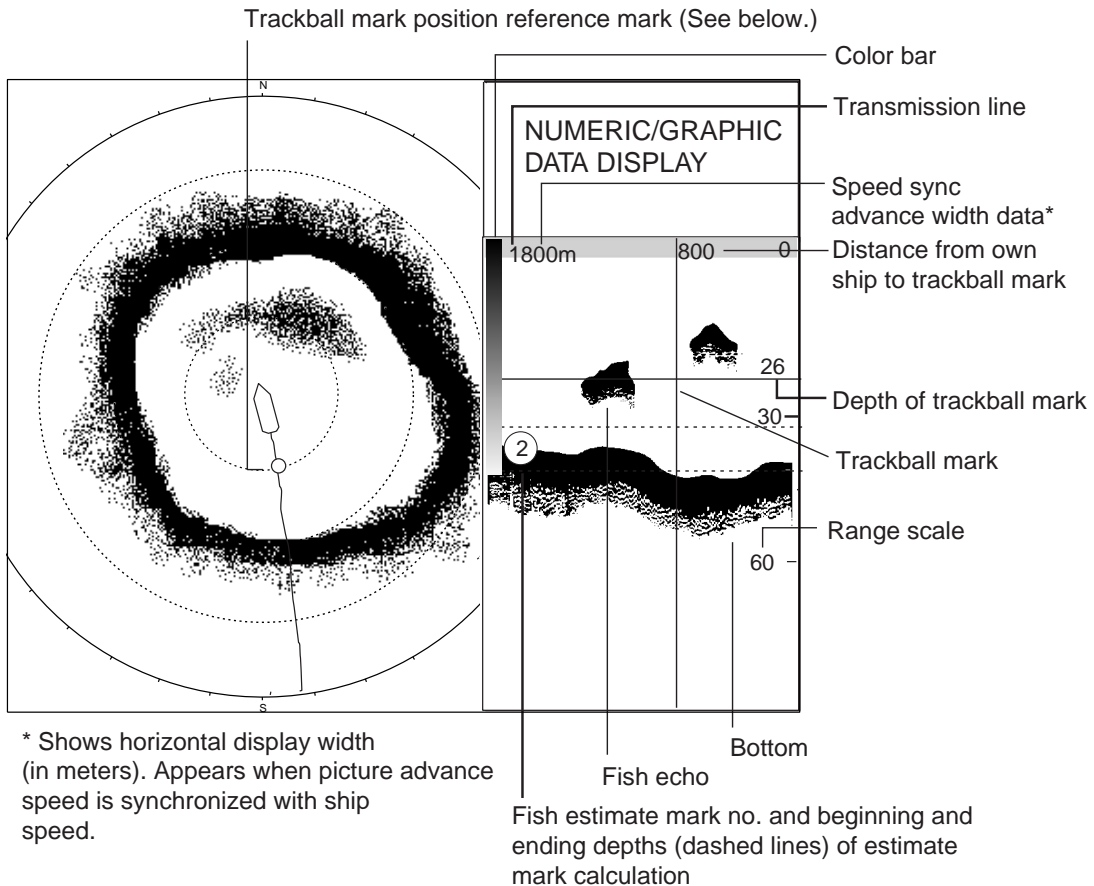 Trackball mark position reference mark (See below.)
Color bar
N
Transmission line
NUMERIC/GRAPHIC
DATA DISPLAY
Speed sync
advance width data*
1800m
800
0
Distance from own
ship to trackball mark
26
Depth of trackball mark
30
2
Trackball mark
Range scale
60
S
* Shows horizontal display width
(in meters). Appears when picture advance
speed is synchronized with ship
speed.
Bottom
Fish echo
Fish estimate mark no. and beginning and
ending depths (dashed lines) of estimate
mark calculation